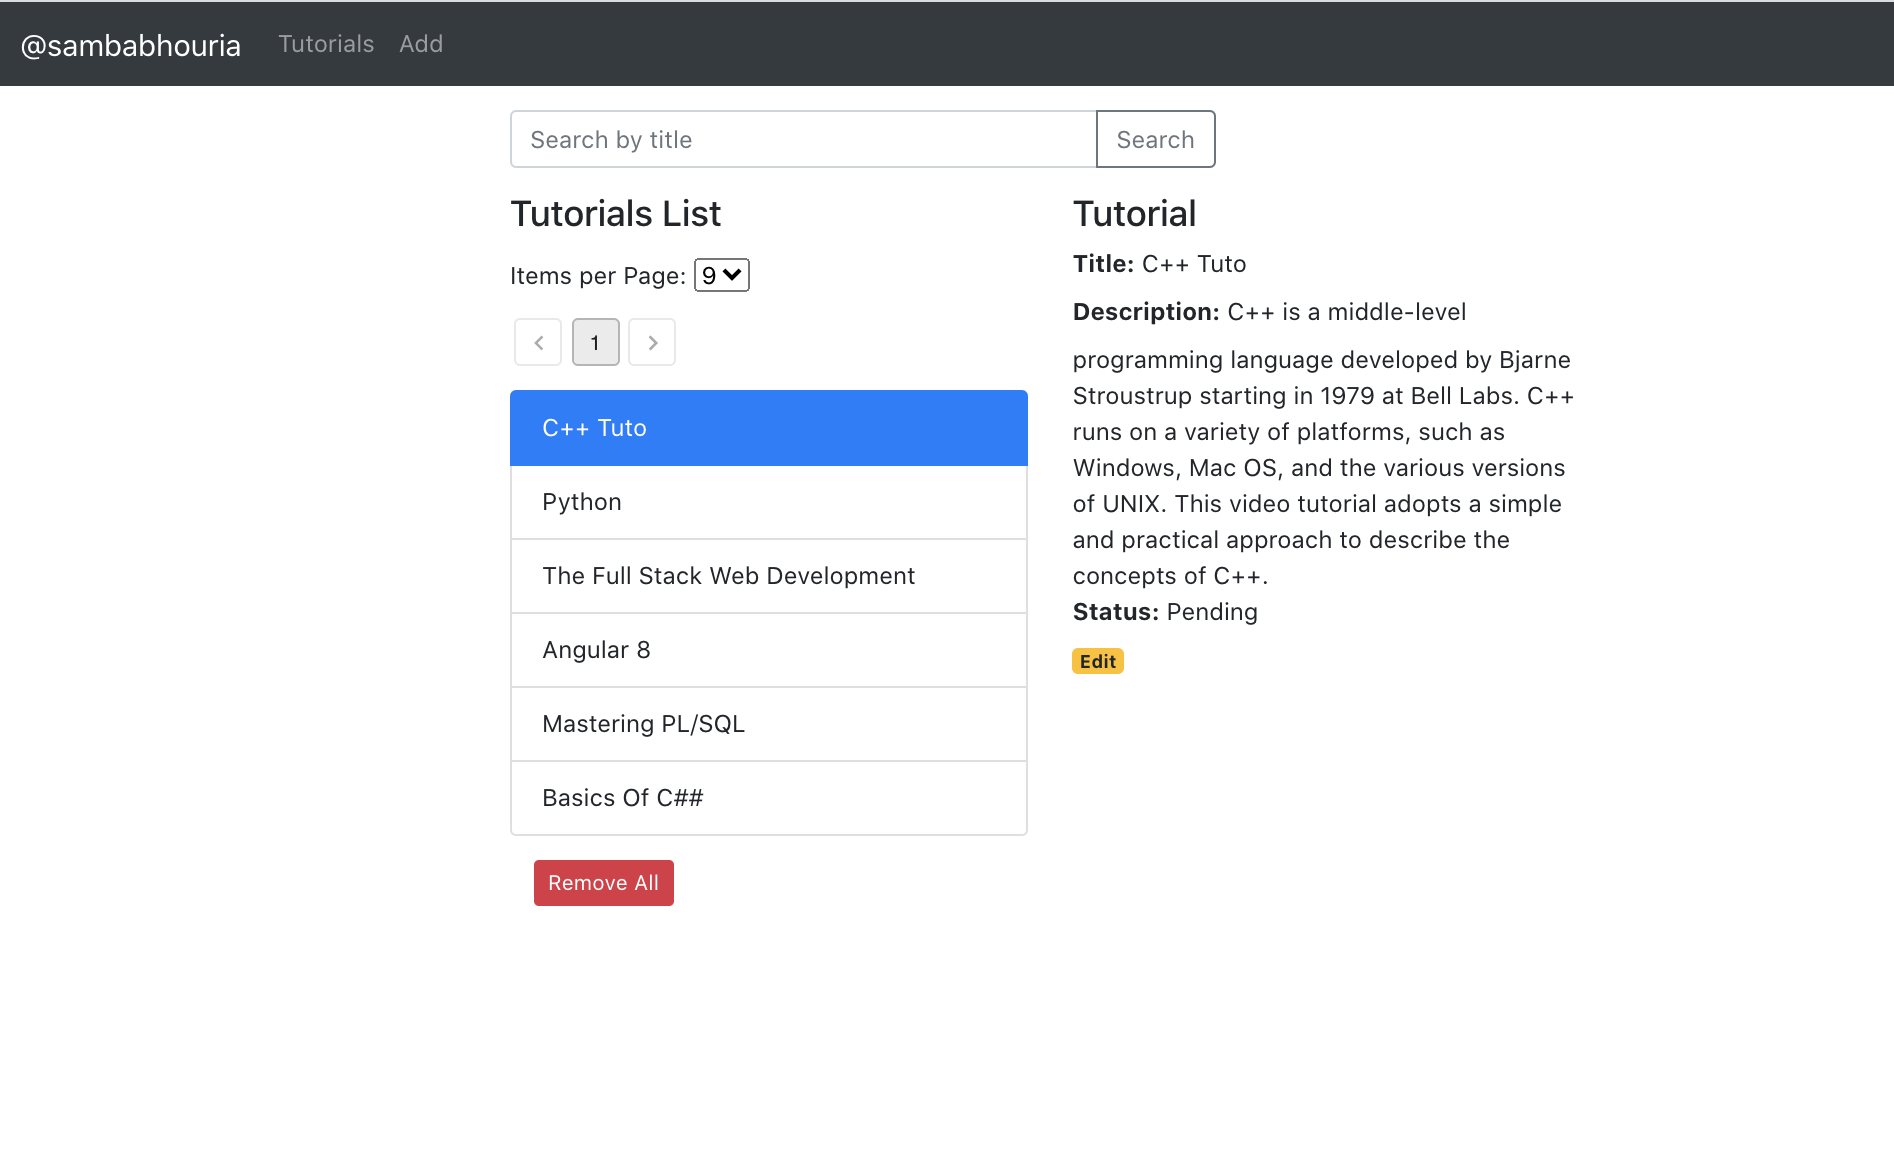 @sambabhouria Tutorials Add
Search by title Search
Tutorials List
Items per Page: 9
1
C++ Tuto
Python
The Full Stack Web Development
Angular 8
Mastering PL/SQL
Basics Of C##
Remove All
Tutorial
Title: C++ Tuto
Description: C++ is a middle-level
programming language developed by Bjarne
Stroustrup starting in 1979 at Bell Labs. C++
runs on a variety of platforms, such as
Windows, Mac OS, and the various versions
of UNIX. This video tutorial adopts a simple
and practical approach to describe the
concepts of C++.
Status: Pending
Edit